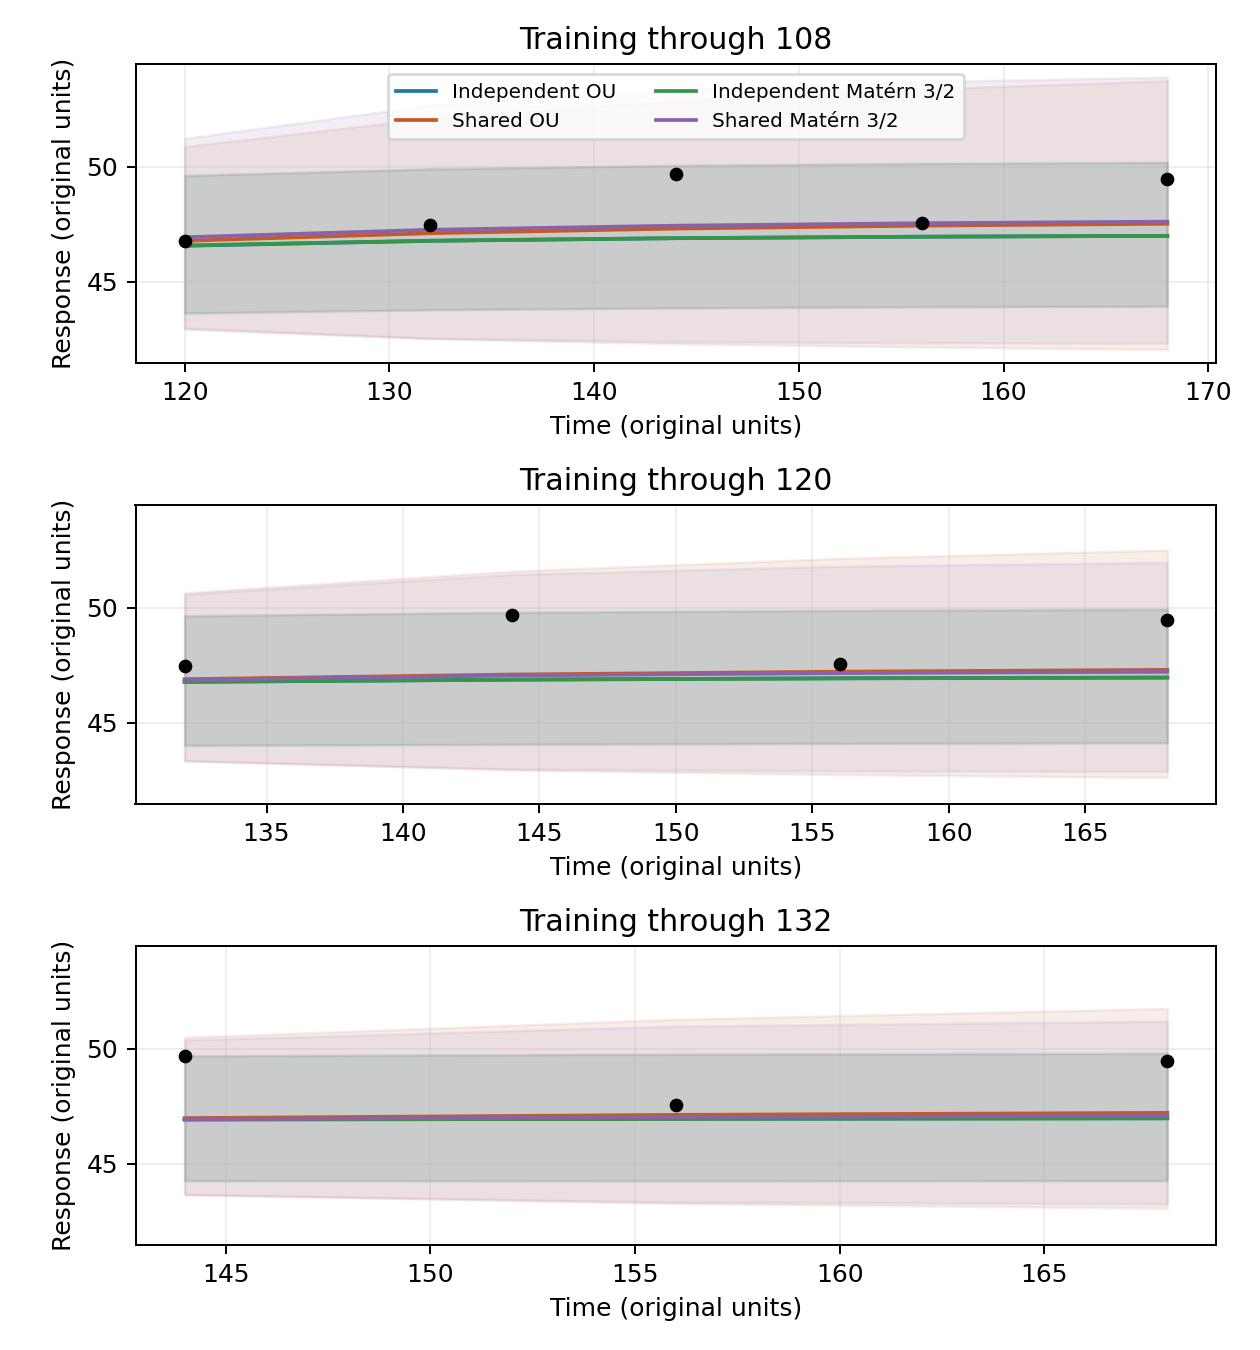 Training through 108
Independent OU
Shared OU
Independent Matérn 3/2
Shared Matérn 3/2
Response (original units)
50
45
120 130 140 150 160 170
Time (original units)
Training through 120
Response (original units)
50
45
135 140 145 150 155 160 165
Time (original units)
Training through 132
Response (original units)
50
45
145 150 155 160 165
Time (original units)